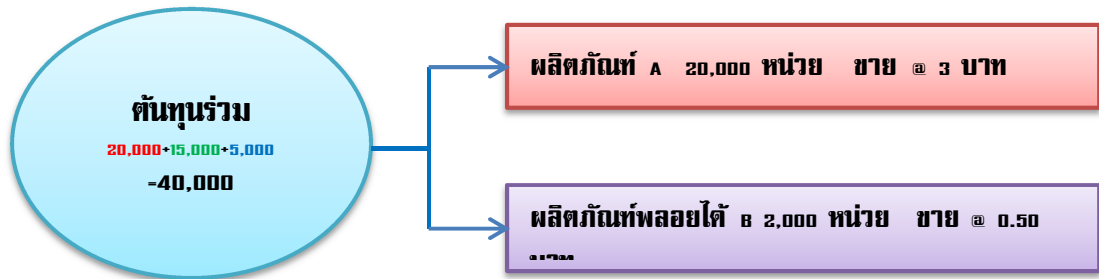 ต้นทุนร่วม
20,000+15,000+5,000
=40,000
ผลิตภัณฑ์ A 20,000 หน่วย ขาย @ 3 บาท
ผลิตภัณฑ์พลอยได้ B 2,000 หน่วย ขาย @ 0.50